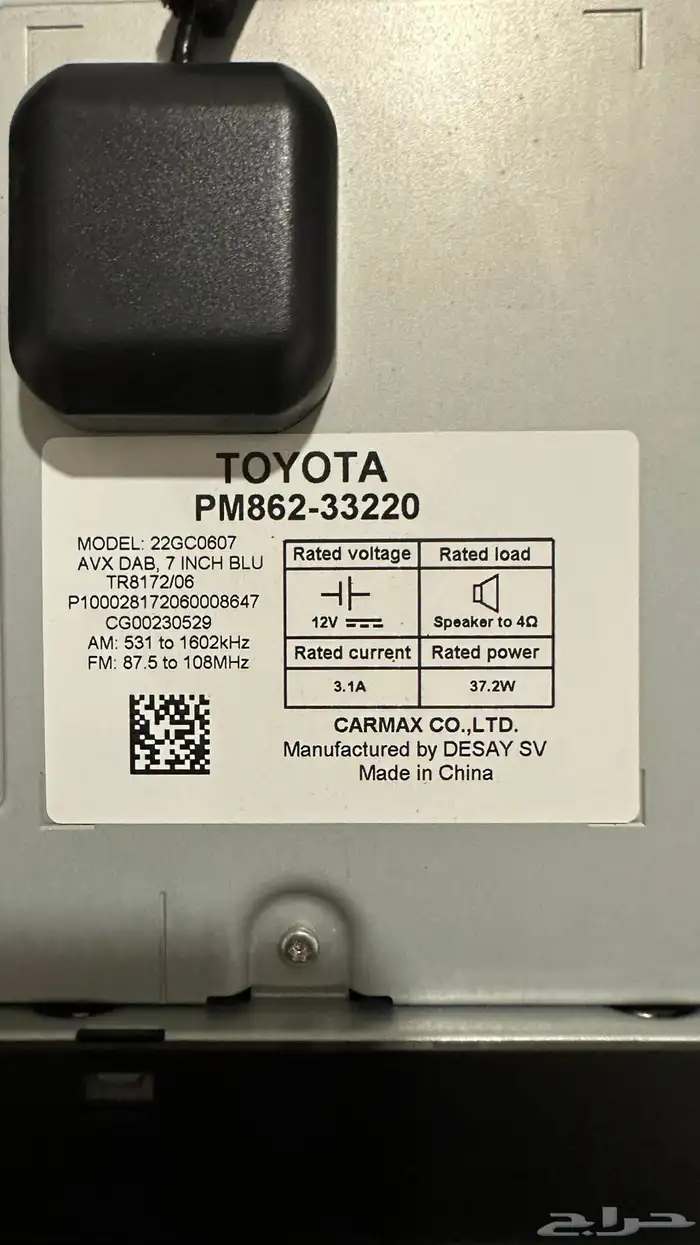 TOYOTA
PM862-33220
MODEL: 22GC0607
AVX DAB, 7 INCH BLU
TR8172/06
P100028172060008647
CG00230529
AM: 531 to 1602kHz
FM: 87.5 to 108MHz
Rated voltage Rated load
12V Speaker to 4Ω
Rated current Rated power
3.1A 37.2W
CARMAX CO.,LTD.
Manufactured by DESAY SV
Made in China
حراج